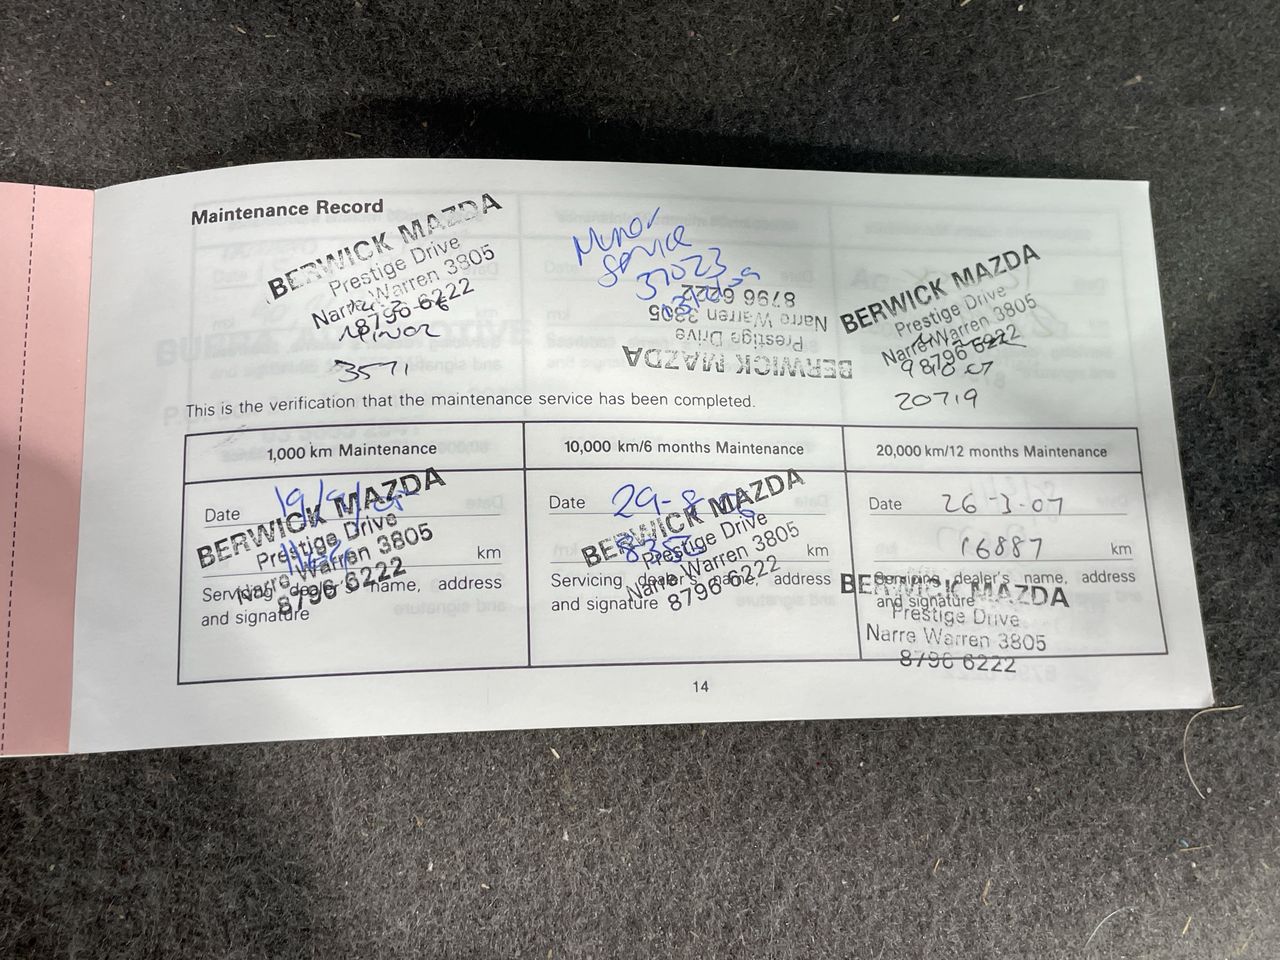 Maintenance Record
BERWICK MAZDA
Prestige Drive
Narre Warren 3805
8796 6222
MINOR
3571
Minor
Service
37023
8796 6222
Narre Warren 3805
Prestige Drive
BERWICK MAZDA
BERWICK MAZDA
Prestige Drive
Narre Warren 3805
8796 6222
20719
This is the verification that the maintenance service has been completed.
1,000 km Maintenance
10,000 km/6 months Maintenance
20,000 km/12 months Maintenance
Date
BERWICK MAZDA
Prestige Drive
km
Narre Warren 3805
Servicing dealer's name, address
8796 6222
and signature
Date 29-8
BERWICK MAZDA
Prestige Drive
km
Narre Warren 3805
Servicing dealer's name, address
8796 6222
and signature
Date 26-3-07
16887 km
Servicing dealer's name, address
BERWICK MAZDA
and signature
Prestige Drive
Narre Warren 3805
8796 6222
14